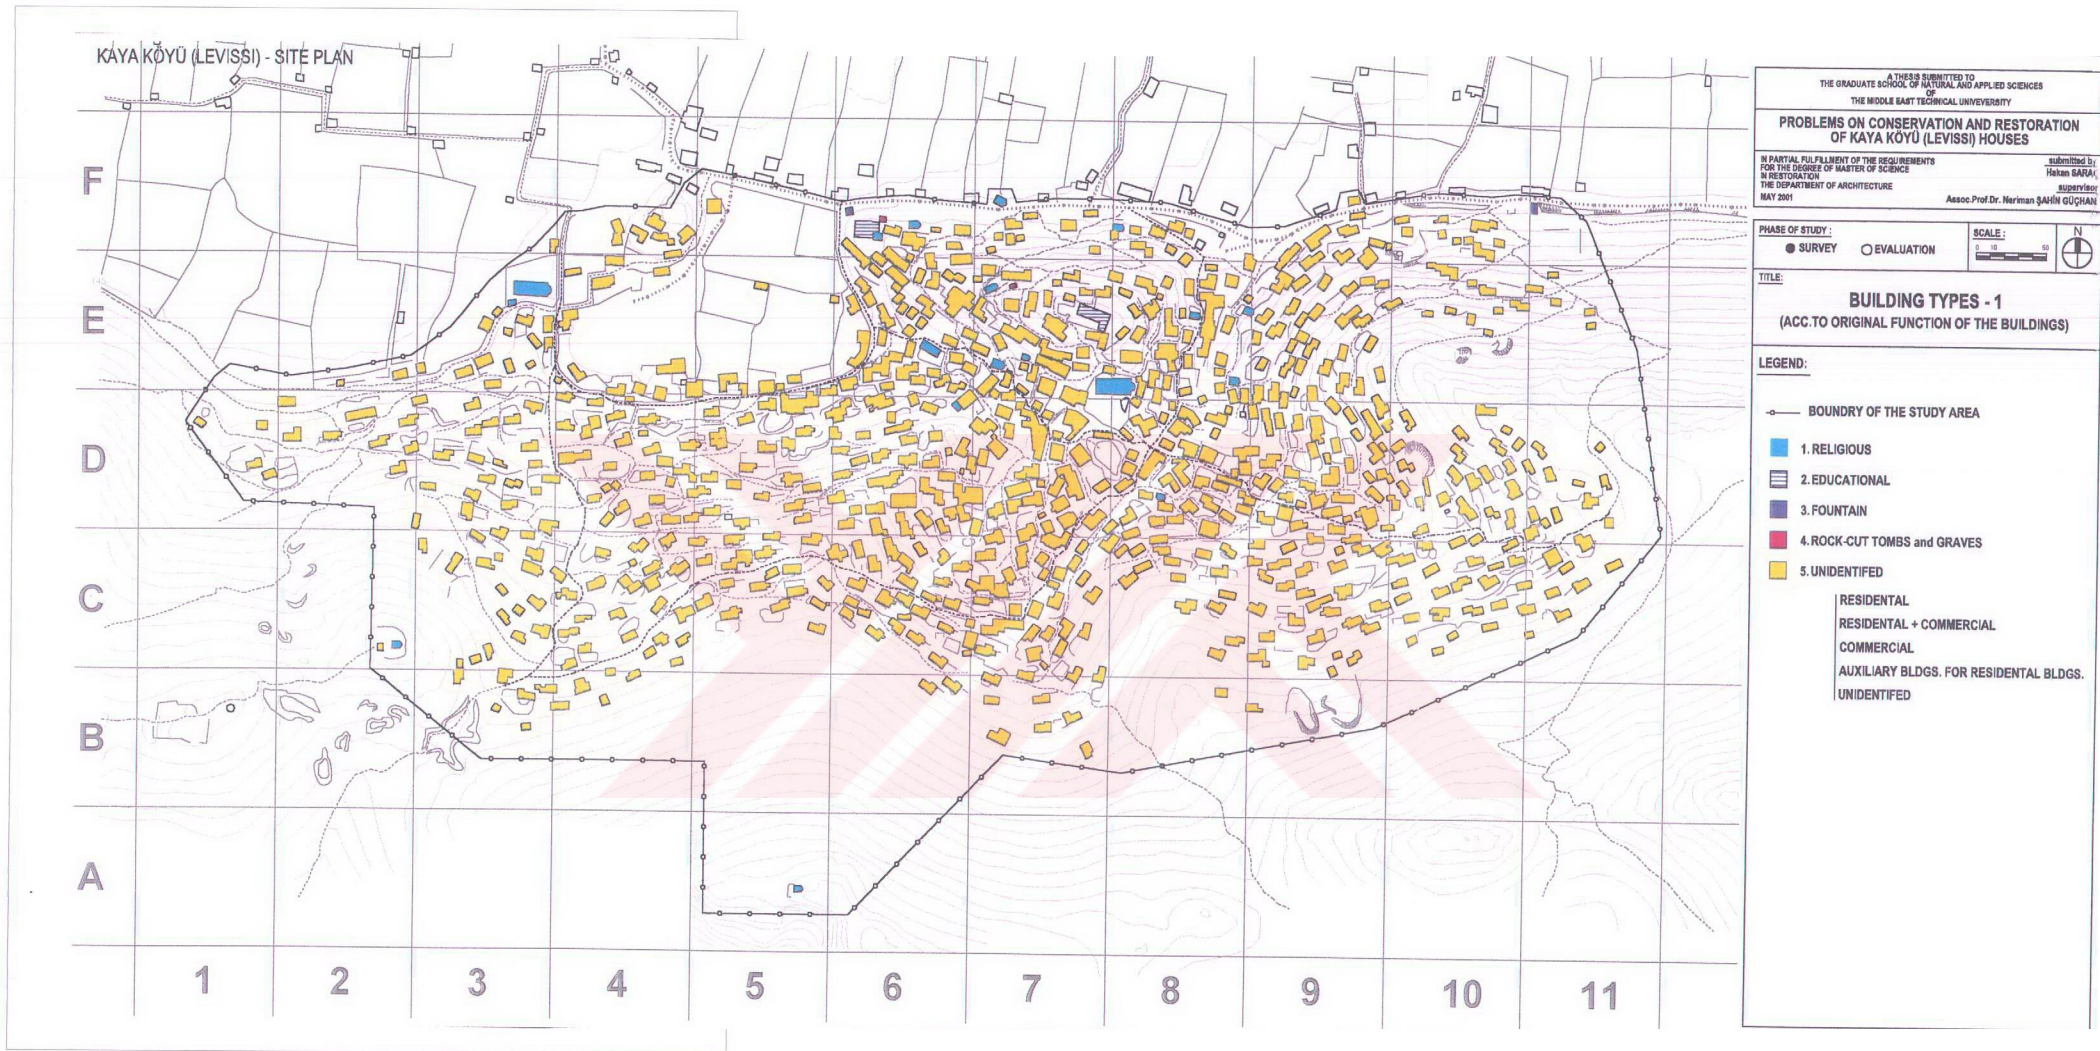 KAYA KÖYÜ (LEVISSI) - SITE PLAN
F
E
D
C
B
A
1 2 3 4 5 6 7 8 9 10 11
A THESIS SUBMITTED TO
THE GRADUATE SCHOOL OF NATURAL AND APPLIED SCIENCES
OF
THE MIDDLE EAST TECHNICAL UNIVEVERSITY
PROBLEMS ON CONSERVATION AND RESTORATION
OF KAYA KÖYÜ (LEVISSI) HOUSES
IN PARTIAL FULFILLMENT OF THE REQUIREMENTS
FOR THE DEGREE OF MASTER OF SCIENCE
IN RESTORATION
THE DEPARTMENT OF ARCHITECTURE
MAY 2001
submitted by
Hakan
supervisor
Assoc.Prof.Dr. Neriman ŞAHİN GÜÇHAN
PHASE OF STUDY :
SURVEY EVALUATION
SCALE :
0 10 50
N
TITLE:
BUILDING TYPES - 1
(ACC.TO ORIGINAL FUNCTION OF THE BUILDINGS)
LEGEND:
BOUNDRY OF THE STUDY AREA
1. RELIGIOUS
2. EDUCATIONAL
3. FOUNTAIN
4. ROCK-CUT TOMBS and GRAVES
5. UNIDENTIFED
RESIDENTAL
RESIDENTAL + COMMERCIAL
COMMERCIAL
AUXILIARY BLDGS. FOR RESIDENTAL BLDGS.
UNIDENTIFED